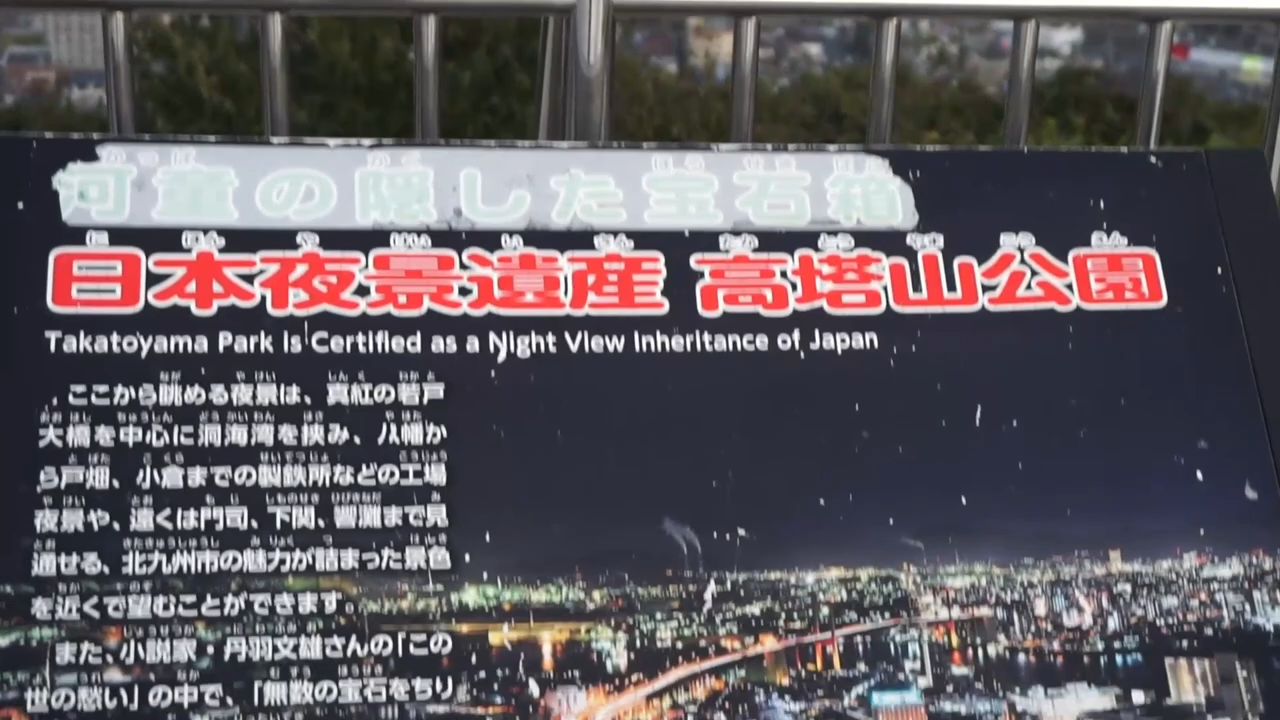 河童の隠した宝石箱
日本夜景遺産 高塔山公園
Takatoyama Park is Certified as a Night View Inheritance of Japan
ここから眺める夜景は、真紅の若戸
大橋を中心に洞海湾を挟み、八幡か
ら戸畑、小倉までの製鉄所などの工場
夜景や、遠くは門司、下関、響灘まで見
通せる、北九州市の魅力が詰まった景色
を近くで望むことができます。
また、小説家・丹羽文雄さんの「この
世の愁い」の中で、「無数の宝石をちり